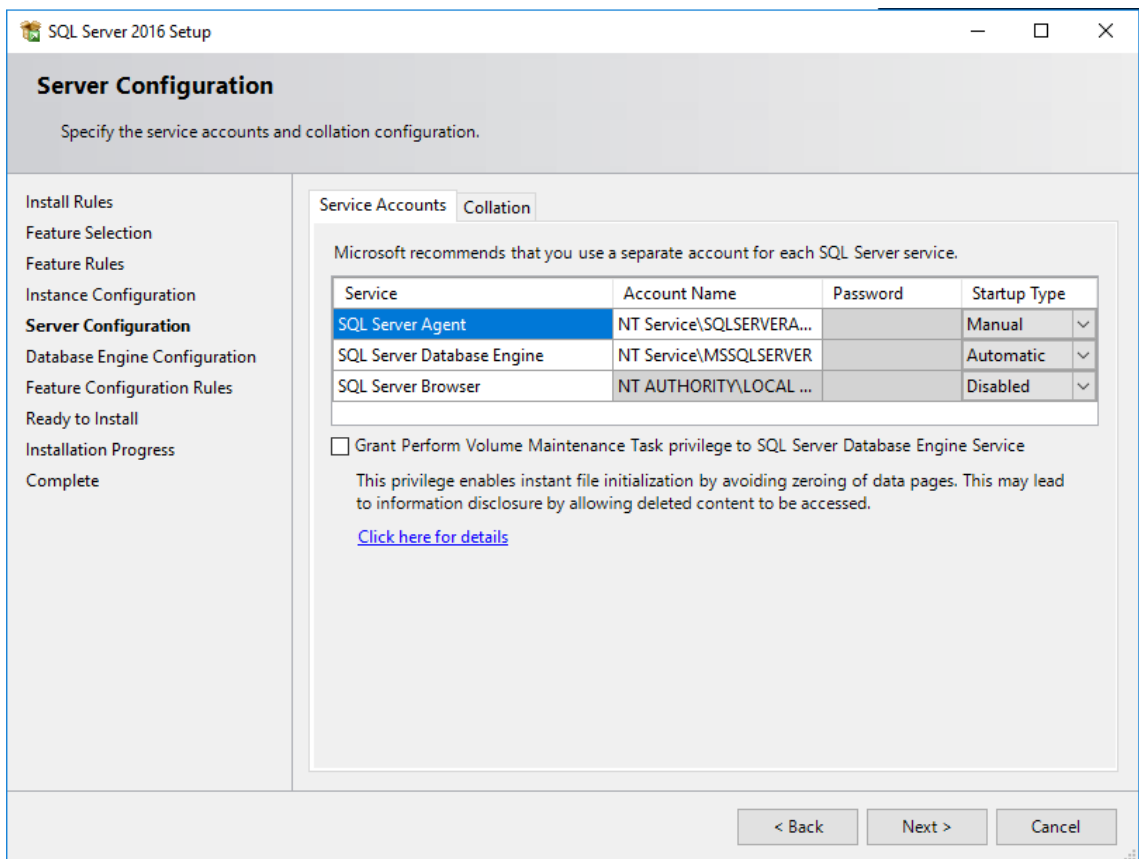 SQL Server 2016 Setup
Server Configuration
Specify the service accounts and collation configuration.
Install Rules
Feature Selection
Feature Rules
Instance Configuration
Server Configuration
Database Engine Configuration
Feature Configuration Rules
Ready to Install
Installation Progress
Complete
Service Accounts Collation
Microsoft recommends that you use a separate account for each SQL Server service.
Service Account Name Password Startup Type
SQL Server Agent NT Service\SQLSERVERA... Manual
SQL Server Database Engine NT Service\MSSQLSERVER Automatic
SQL Server Browser NT AUTHORITY\LOCAL ... Disabled
Grant Perform Volume Maintenance Task privilege to SQL Server Database Engine Service
This privilege enables instant file initialization by avoiding zeroing of data pages. This may lead
to information disclosure by allowing deleted content to be accessed.
Click here for details
< Back Next > Cancel